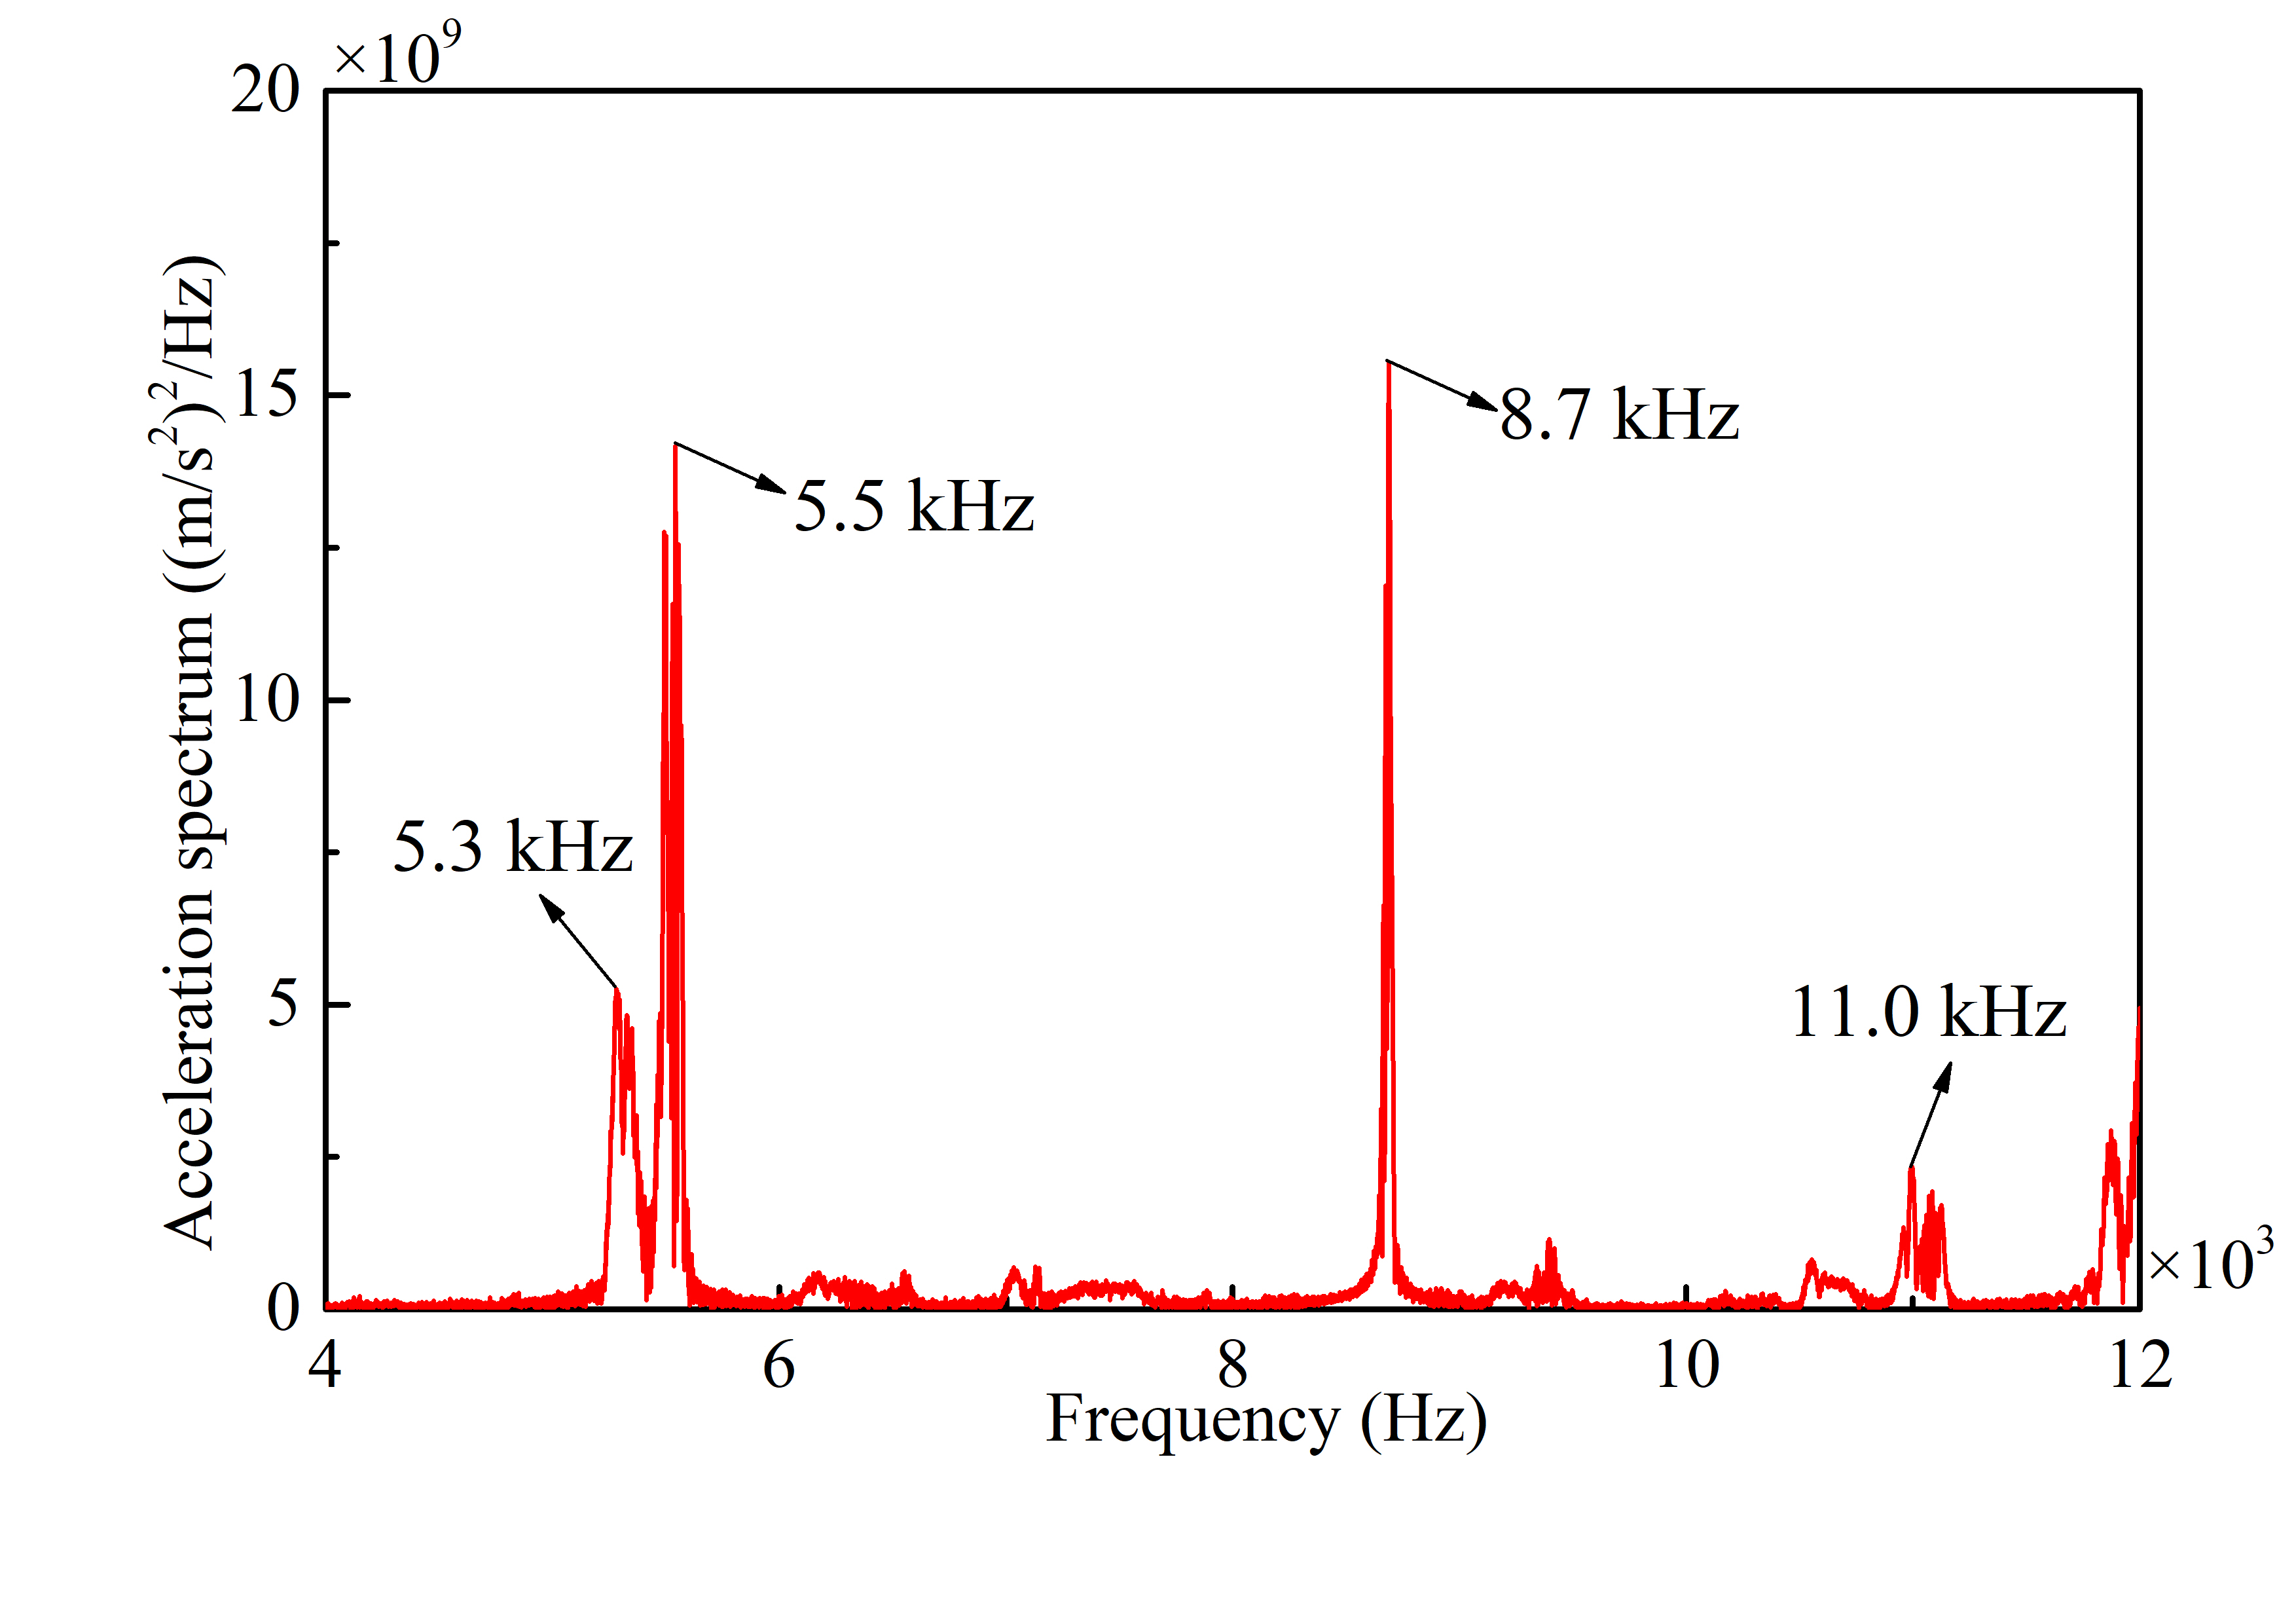 ×10⁹
20
15
10
5
0
Acceleration spectrum ((m/s²)²/Hz)
8.7 kHz
5.5 kHz
5.3 kHz
11.0 kHz
×10³
4 6 8 10 12
Frequency (Hz)